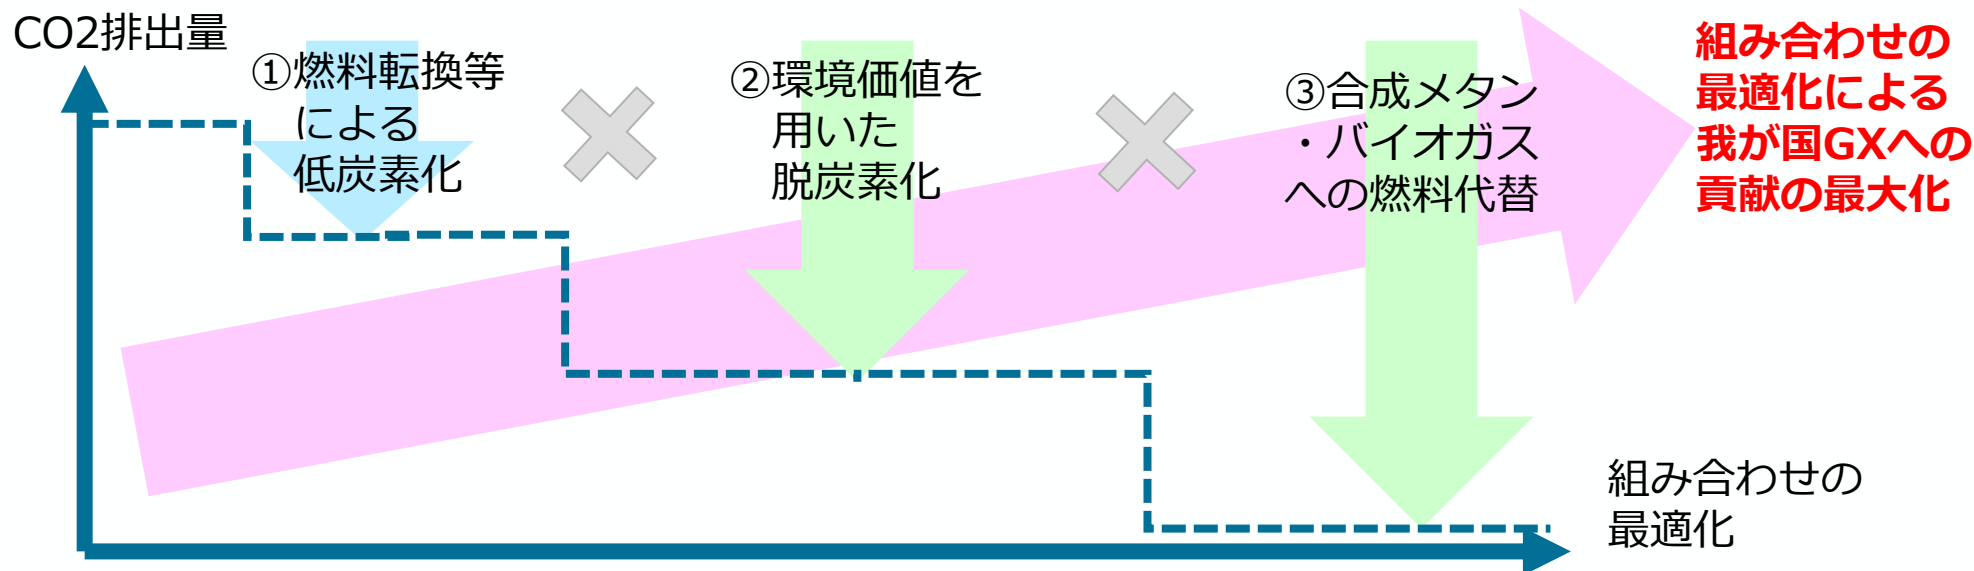 CO2排出量
①燃料転換等
による
低炭素化
②環境価値を
用いた
脱炭素化
③合成メタン
・バイオガス
への燃料代替
組み合わせの
最適化による
我が国GXへの
貢献の最大化
組み合わせの
最適化